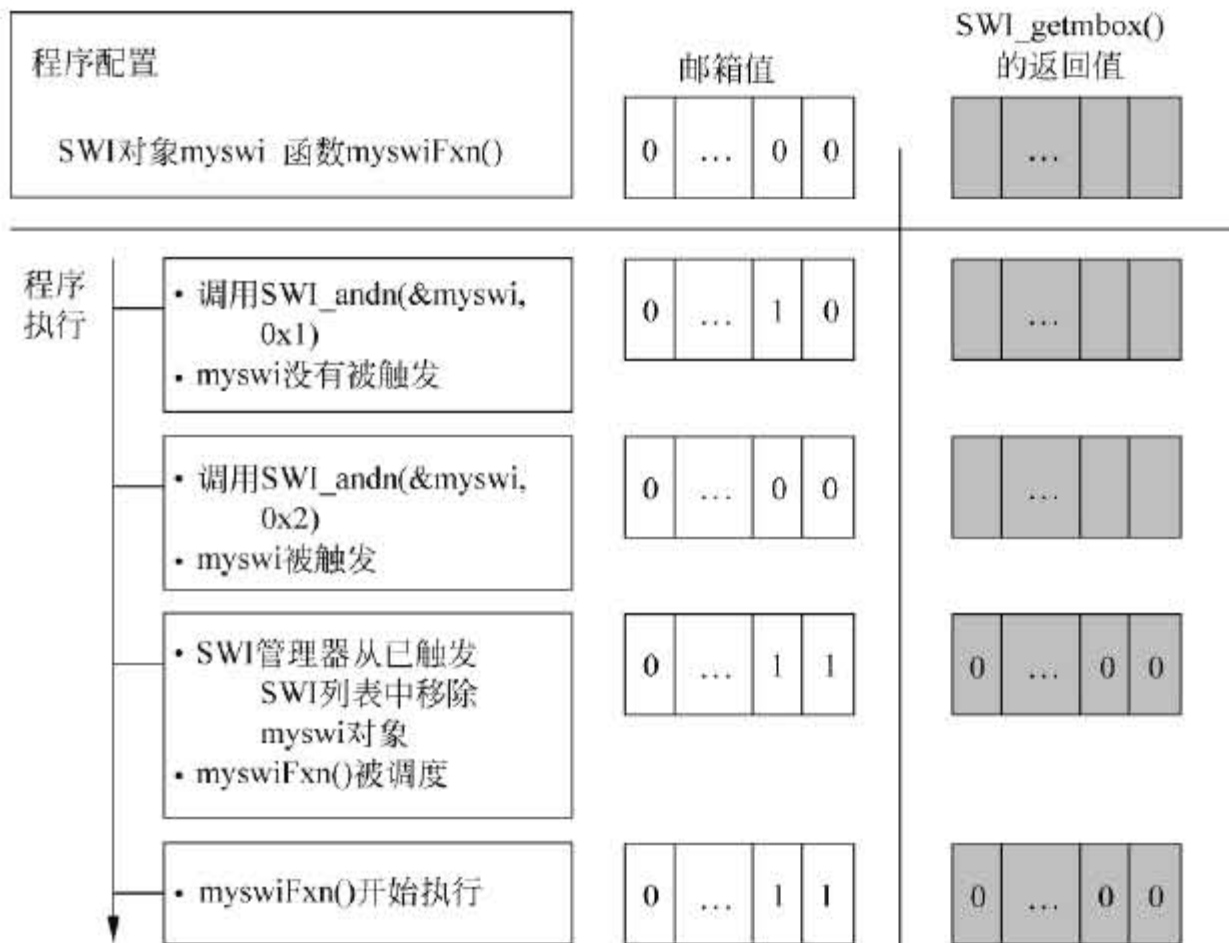 程序配置
SWI对象myswi 函数myswiFxn()
邮箱值
SWI_getmbox()
的返回值
0 … 0 0
…
程序
执行
• 调用SWI_andn(&myswi,
0x1)
• myswi没有被触发
0 … 1 0
…
• 调用SWI_andn(&myswi,
0x2)
• myswi被触发
0 … 0 0
…
• SWI管理器从已触发
SWI列表中移除
myswi对象
• myswiFxn()被调度
0 … 1 1
0 … 0 0
• myswiFxn()开始执行
0 … 1 1
0 … 0 0